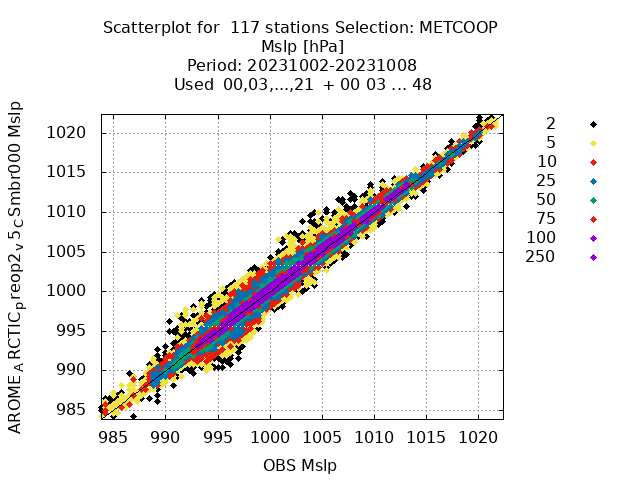 Scatterplot for 117 stations Selection: METCOOP
Mslp [hPa]
Period: 20231002-20231008
Used 00,03,...,21 + 00 03 ... 48
AROME_ARCTIC_preop2_v5_CSmbr000 Mslp
1020
1015
1010
1005
1000
995
990
985
985 990 995 1000 1005 1010 1015 1020
OBS Mslp
2
5
10
25
50
75
100
250